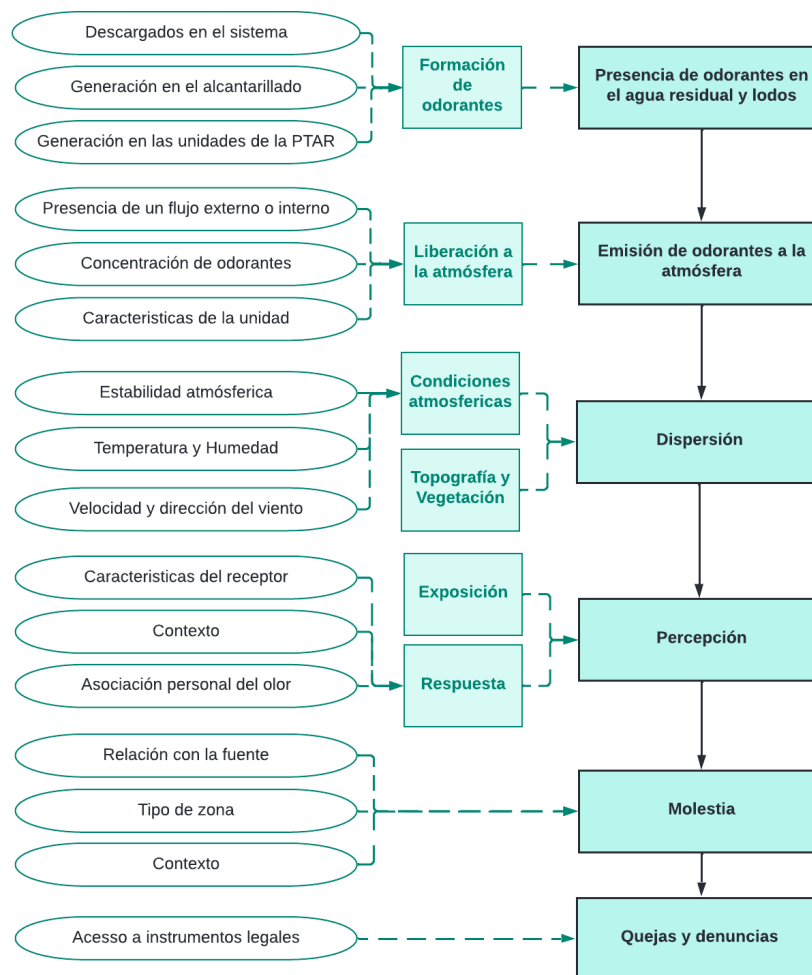 Descargados en el sistema
Generación en el alcantarillado
Generación en las unidades de la PTAR
Formación
de
odorantes
Presencia de odorantes en
el agua residual y lodos
Presencia de un flujo externo o interno
Concentración de odorantes
Caracteristicas de la unidad
Liberación a
la atmósfera
Emisión de odorantes a la
atmósfera
Estabilidad atmósferica
Temperatura y Humedad
Velocidad y dirección del viento
Condiciones
atmosfericas
Topografía y
Vegetación
Dispersión
Caracteristicas del receptor
Contexto
Asociación personal del olor
Exposición
Respuesta
Percepción
Relación con la fuente
Tipo de zona
Contexto
Molestia
Acesso a instrumentos legales
Quejas y denuncias